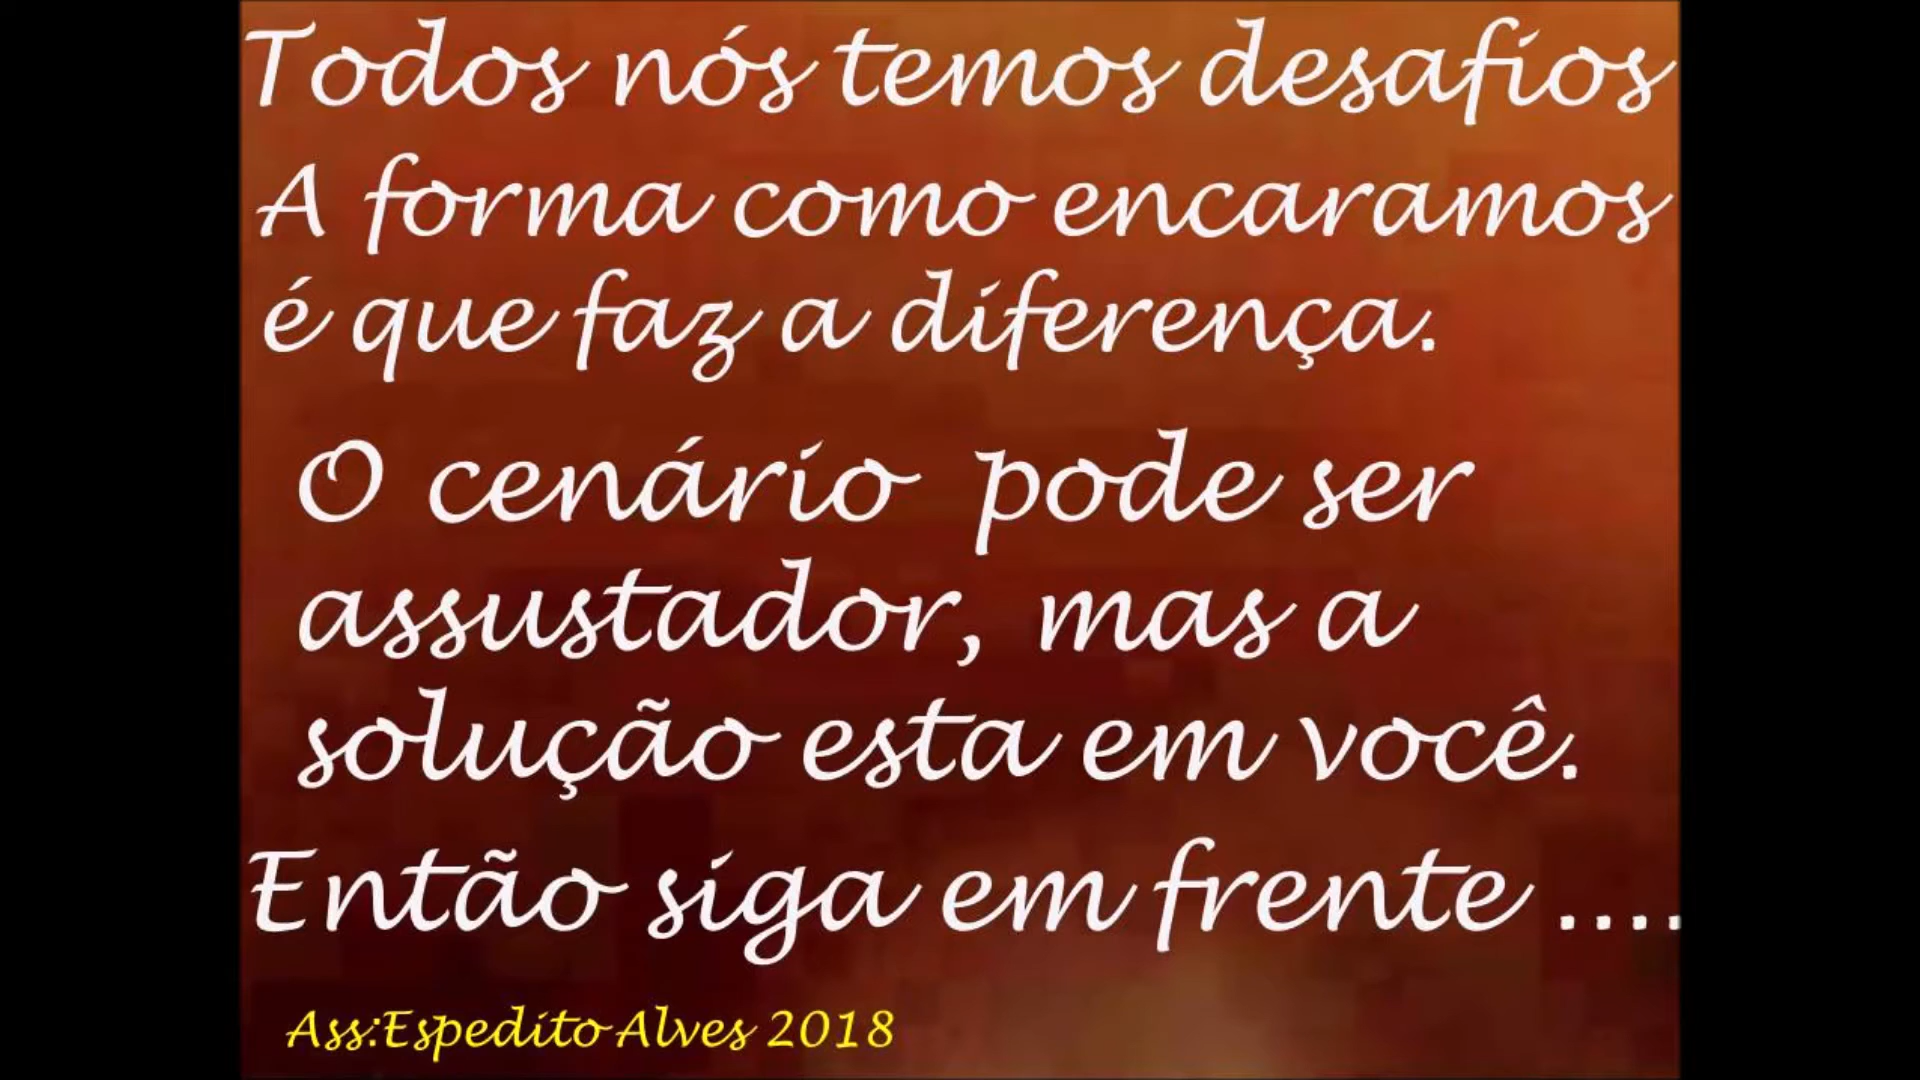 Todos nós temos desafios
A forma como encaramos
é que faz a diferença.
O cenário pode ser
assustador, mas a
solução esta em você.
Então siga em frente ....
Ass:Espedito Alves 2018